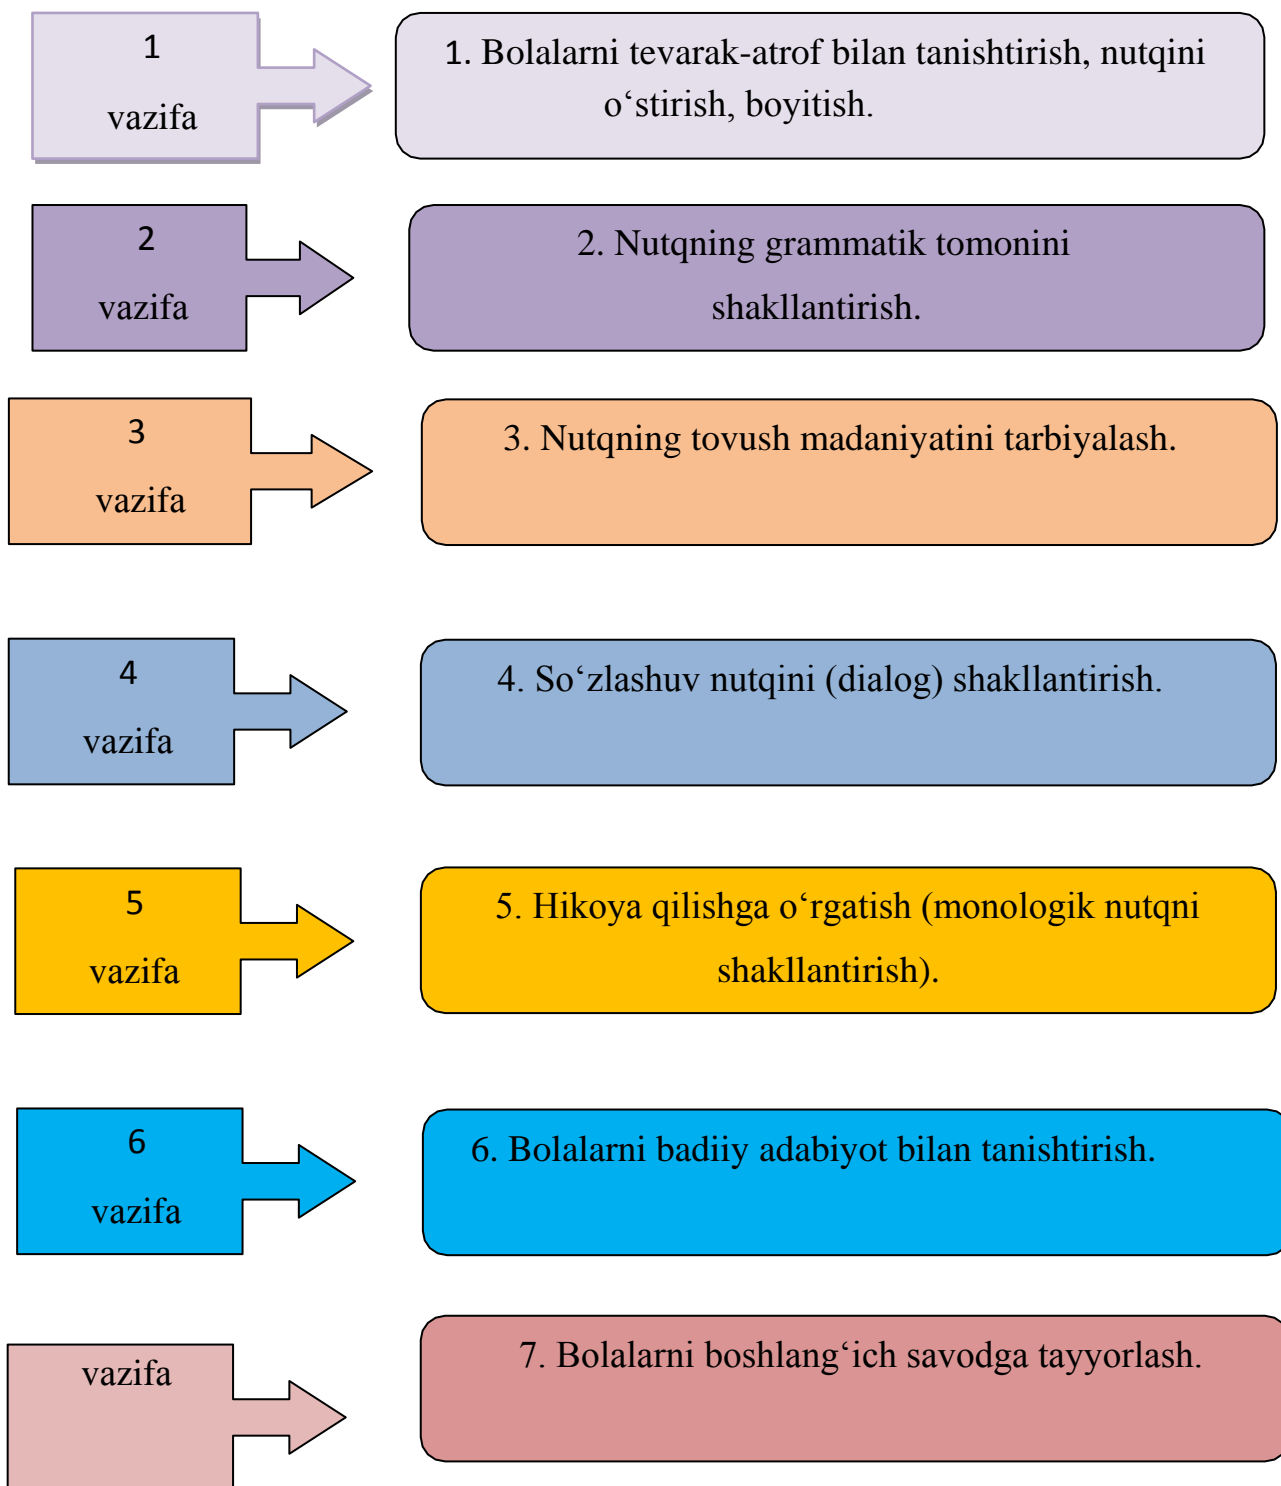 1
vazifa
1. Bolalarni tevarak-atrof bilan tanishtirish, nutqini
o‘stirish, boyitish.
2
vazifa
2. Nutqning grammatik tomonini
shakllantirish.
3
vazifa
3. Nutqning tovush madaniyatini tarbiyalash.
4
vazifa
4. So‘zlashuv nutqini (dialog) shakllantirish.
5
vazifa
5. Hikoya qilishga o‘rgatish (monologik nutqni
shakllantirish).
6
vazifa
6. Bolalarni badiiy adabiyot bilan tanishtirish.
vazifa
7. Bolalarni boshlang‘ich savodga tayyorlash.